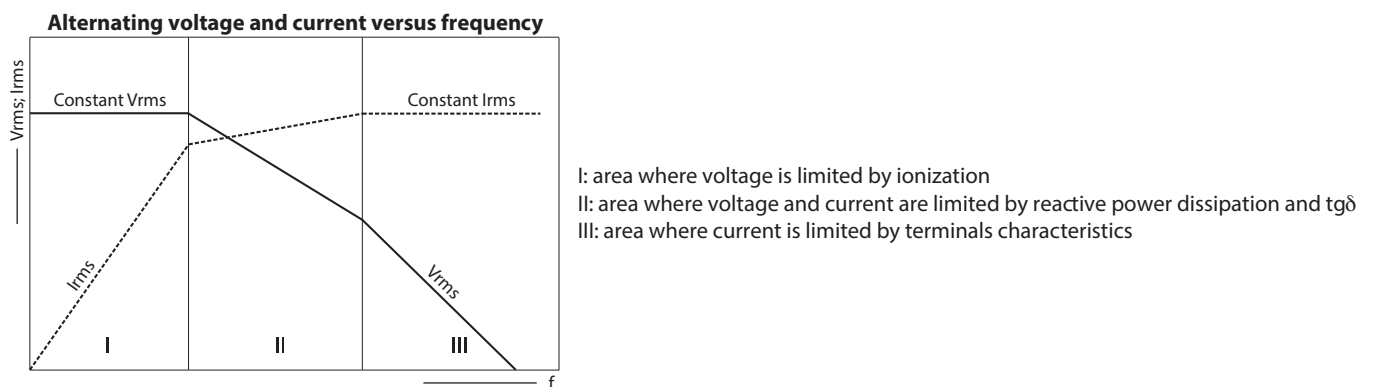 Alternating voltage and current versus frequency
Vrms; Irms
Constant Vrms
Constant Irms
Irms
Vrms
I
II
III
f
I: area where voltage is limited by ionization
II: area where voltage and current are limited by reactive power dissipation and tgδ
III: area where current is limited by terminals characteristics